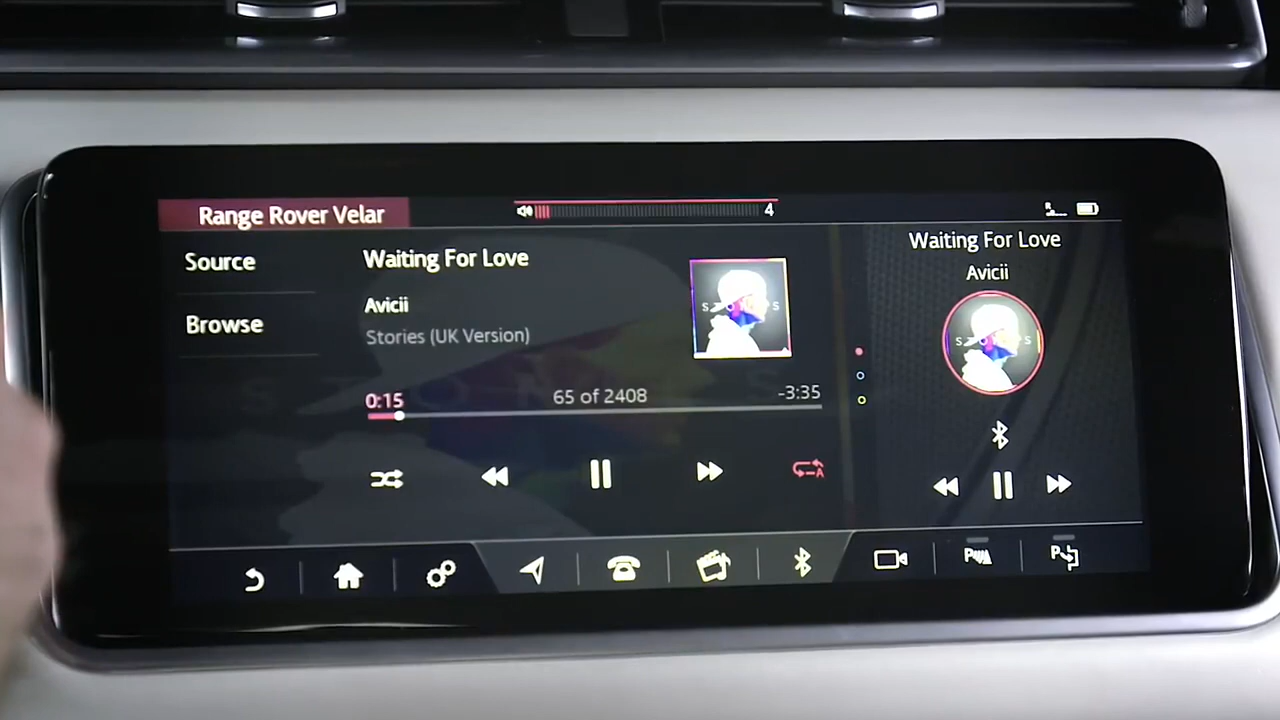 Range Rover Velar
4
Source
Browse
Waiting For Love
Avicii
Stories (UK Version)
0:15
65 of 2408
-3:35
Waiting For Love
Avicii